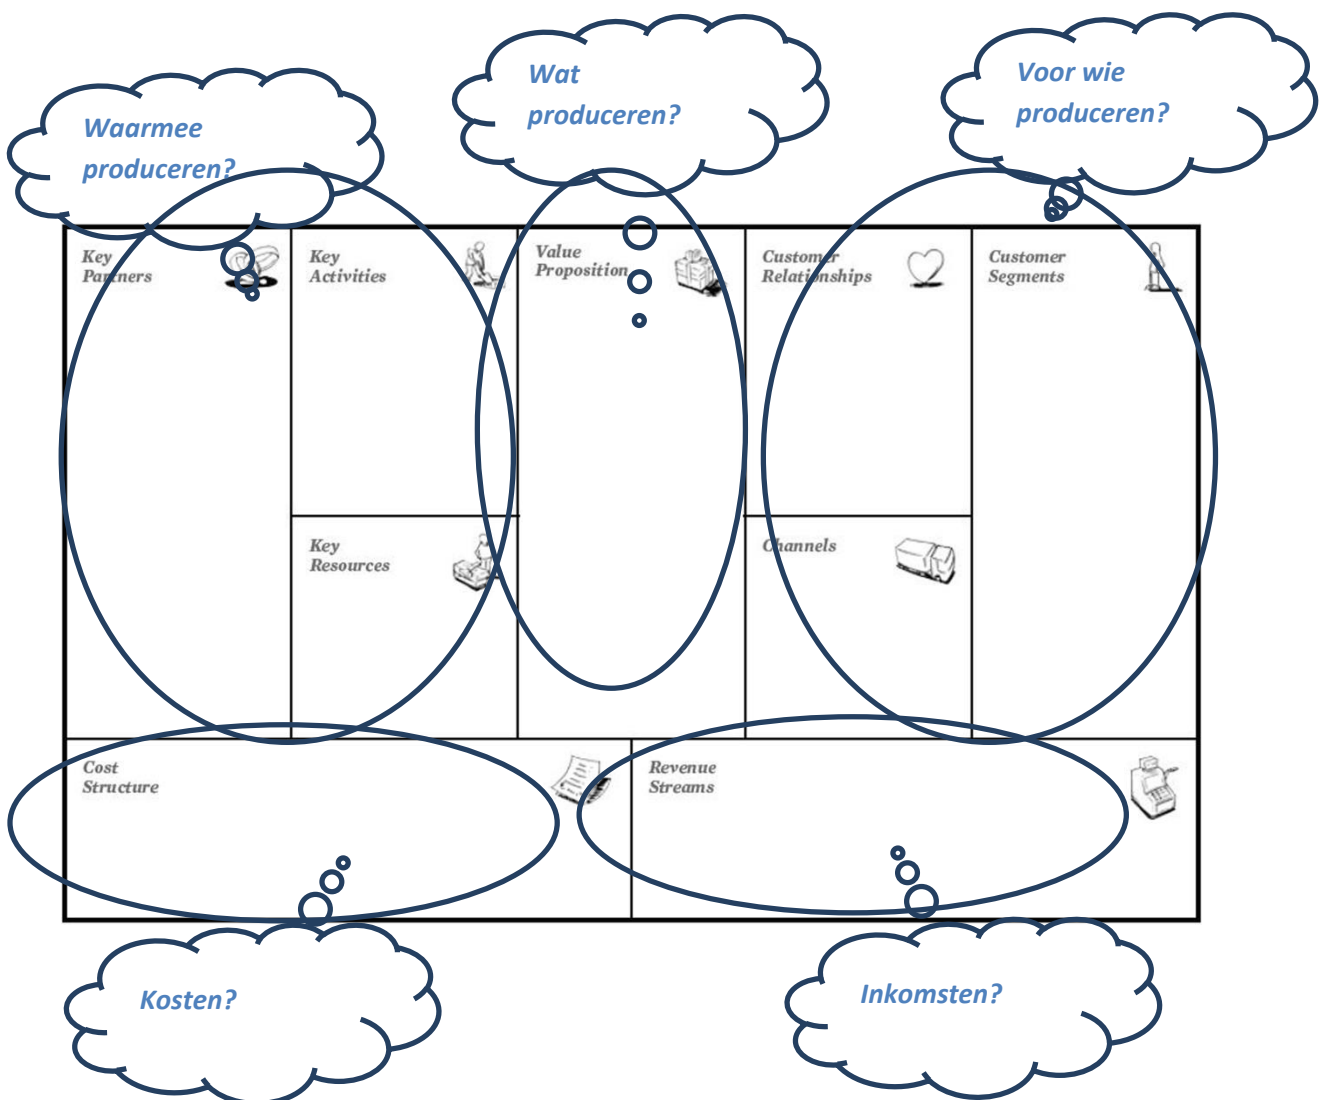 Waarmee
produceren?
Wat
produceren?
Voor wie
produceren?
Key
Partners
Key
Activities
Key
Resources
Value
Proposition
Customer
Relationships
Channels
Customer
Segments
Cost
Structure
Revenue
Streams
Kosten?
Inkomsten?